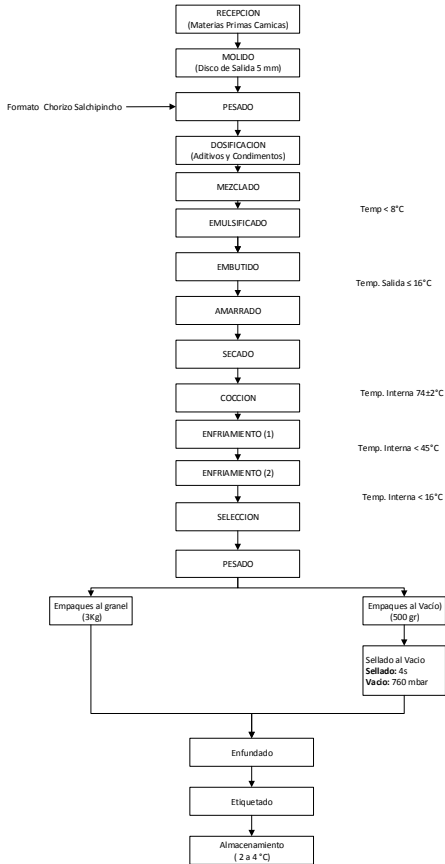 RECEPCION
(Materias Primas Camicas)
MOLIDO
(Disco de Salida 5 mm)
Formato Chorizo Salchipincho
PESADO
DOSIFICACION
(Aditivos y Condimentos)
MEZCLADO
Temp < 8°C
EMULSIFICADO
EMBUTIDO
Temp. Salida ≤ 16°C
AMARRADO
SECADO
COCCION
Temp. Interna 74±2°C
ENFRIAMIENTO (1)
Temp. Interna < 45°C
ENFRIAMIENTO (2)
Temp. Interna < 16°C
SELECCION
PESADO
Empaques al granel
(3Kg)
Empaques al Vacío)
(500 gr)
Sellado al Vacio
Sellado: 4s
Vacio: 760 mbar
Enfundado
Etiquetado
Almacenamiento
( 2 a 4 °C)